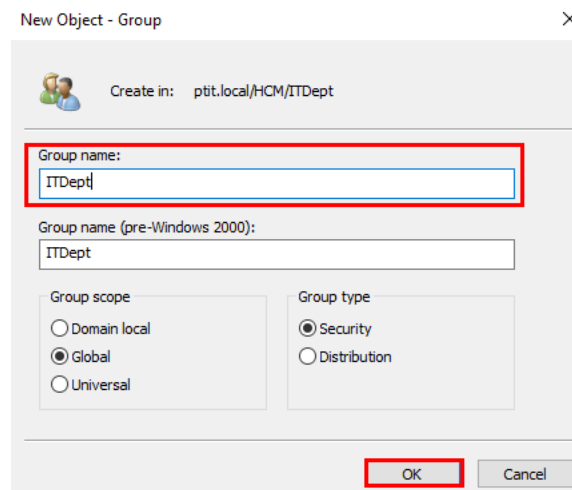 New Object - Group
Create in: ptit.local/HCM/ITDept
Group name:
ITDept
Group name (pre-Windows 2000):
ITDept
Group scope
Domain local
Global
Universal
Group type
Security
Distribution
OK
Cancel